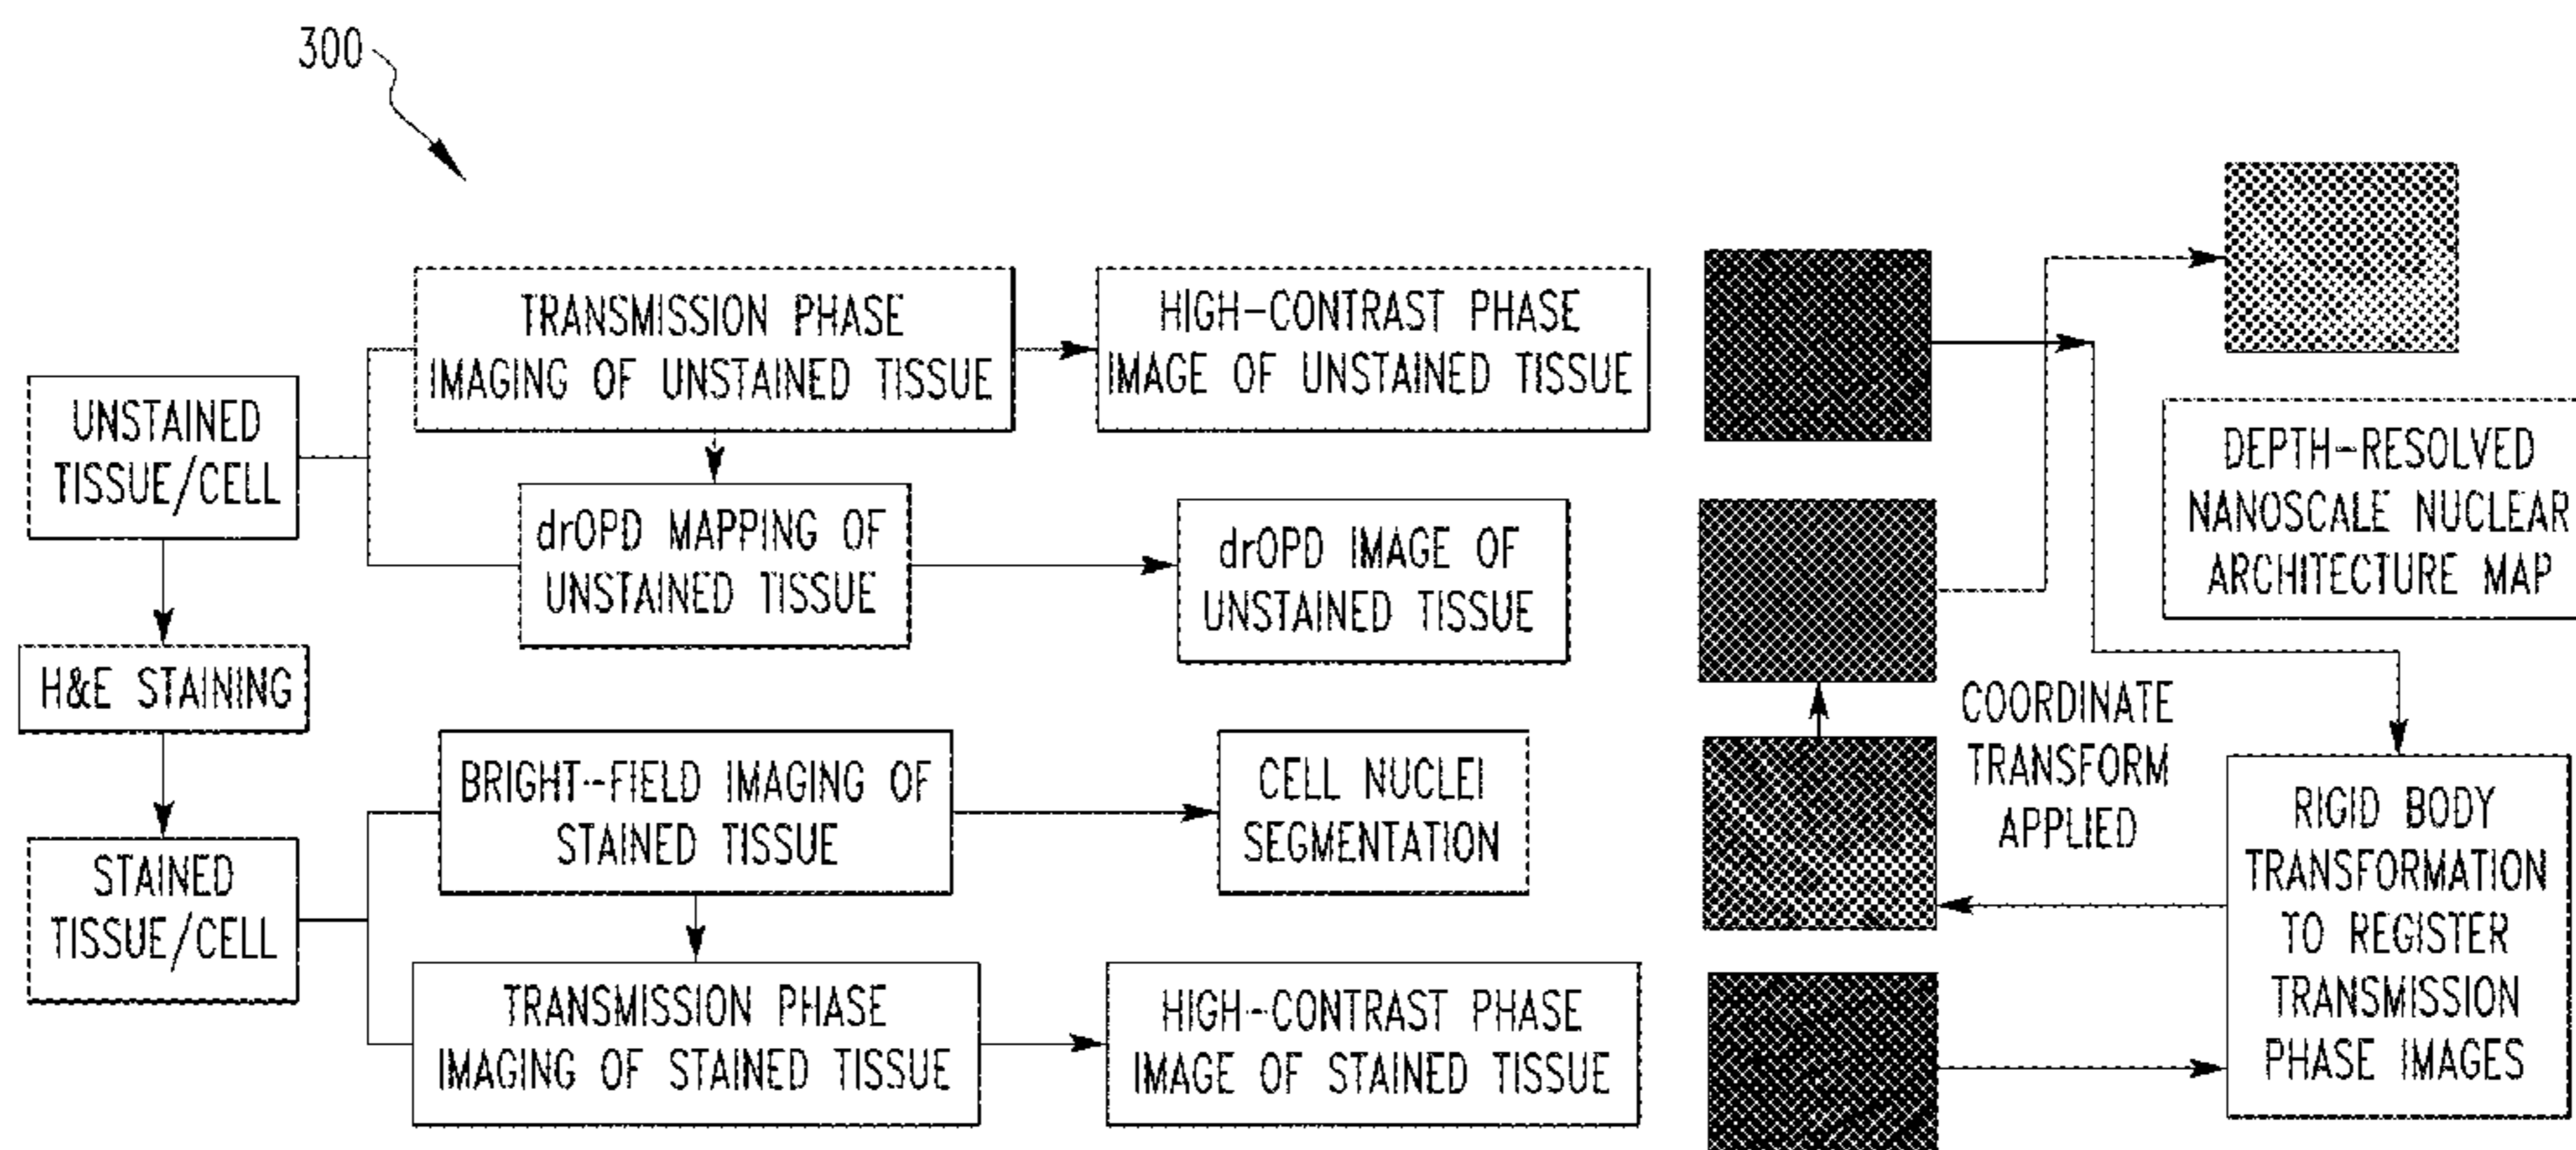 300
UNSTAINED
TISSUE/CELL
H&E STAINING
STAINED
TISSUE/CELL
TRANSMISSION PHASE
IMAGING OF UNSTAINED TISSUE
HIGH-CONTRAST PHASE
IMAGE OF UNSTAINED TISSUE
drOPD MAPPING OF
UNSTAINED TISSUE
drOPD IMAGE OF
UNSTAINED TISSUE
BRIGHT-FIELD IMAGING OF
STAINED TISSUE
CELL NUCLEI
SEGMENTATION
TRANSMISSION PHASE
IMAGING OF STAINED TISSUE
HIGH-CONTRAST PHASE
IMAGE OF STAINED TISSUE
DEPTH-RESOLVED
NANOSCALE NUCLEAR
ARCHITECTURE MAP
COORDINATE
TRANSFORM
APPLIED
RIGID BODY
TRANSFORMATION
TO REGISTER
TRANSMISSION
PHASE IMAGES